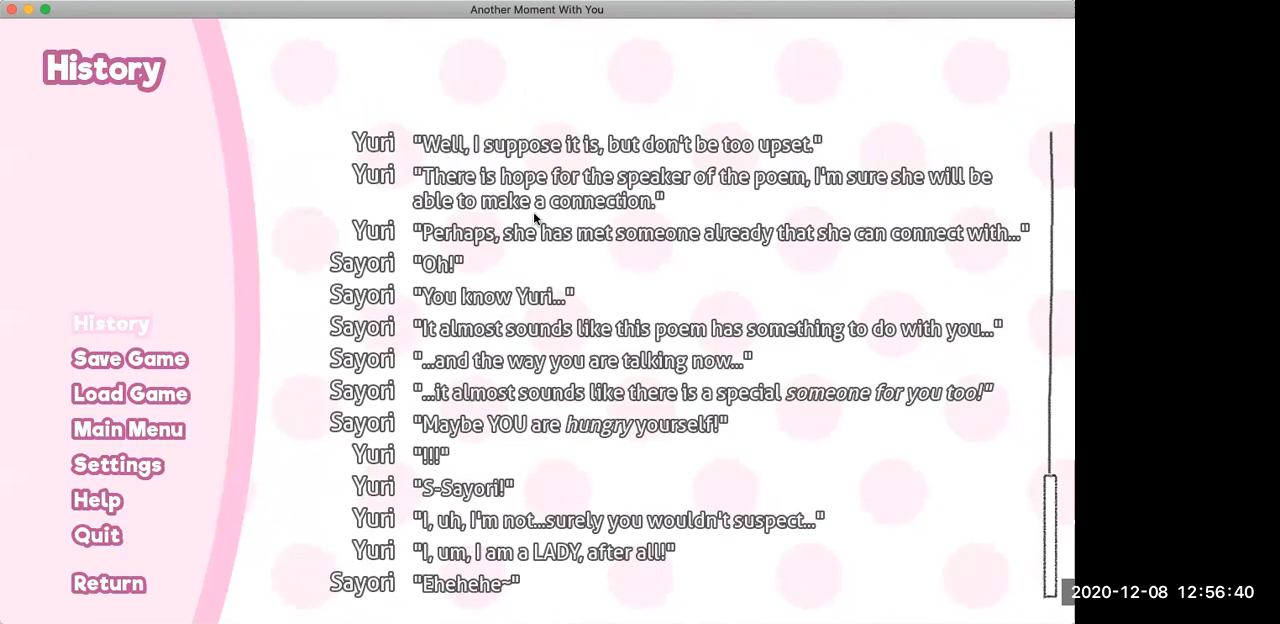 Another Moment With You
History
Yuri "Well, I suppose it is, but don't be too upset."
Yuri "There is hope for the speaker of the poem, I'm sure she will be
able to make a connection."
Yuri "Perhaps, she has met someone already that she can connect with..."
Sayori "Oh!"
Sayori "You know Yuri..."
Sayori "It almost sounds like this poem has something to do with you..."
Sayori "...and the way you are talking now..."
Sayori "...it almost sounds like there is a special someone for you too!"
Sayori "Maybe YOU are hungry yourself!"
Yuri "!!!"
Yuri "S-Sayori!"
Yuri "I, uh, I'm not...surely you wouldn't suspect..."
Yuri "I, um, I am a LADY, after all!"
Sayori "Ehehehe~"
History
Save Game
Load Game
Main Menu
Settings
Help
Quit
Return
2020-12-08 12:56:40